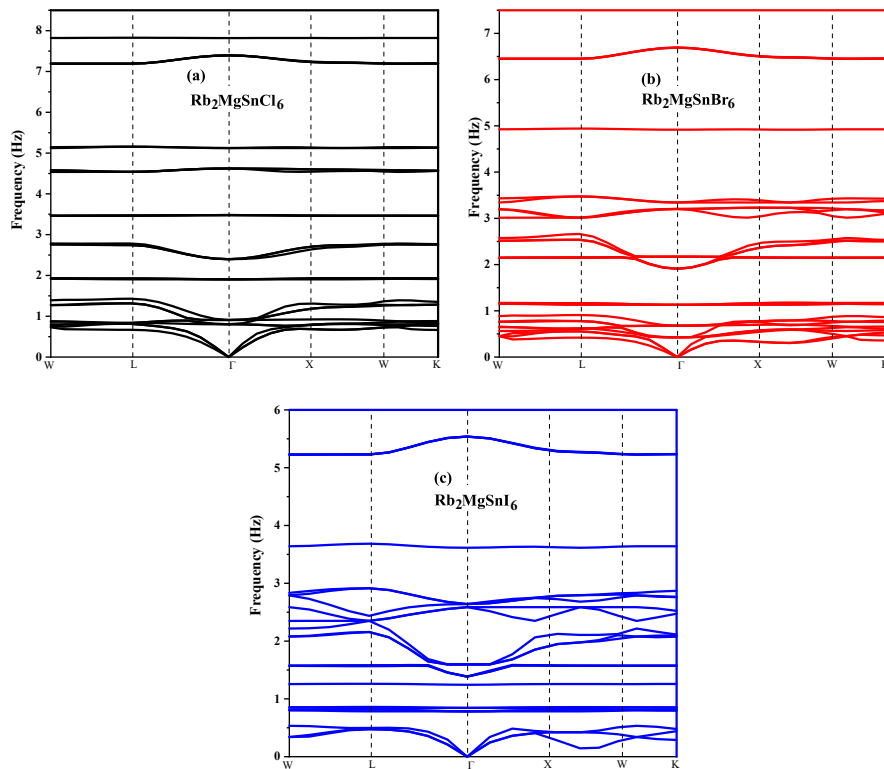 8
7
6
5
4
3
2
1
0
Frequency (Hz)
(a)
Rb₂MgSnCl₆
W L Γ X W K
7
6
5
4
3
2
1
0
Frequency (Hz)
(b)
Rb₂MgSnBr₆
W L Γ X W K
6
5
4
3
2
1
0
Frequency (Hz)
(c)
Rb₂MgSnI₆
W L Γ X W K